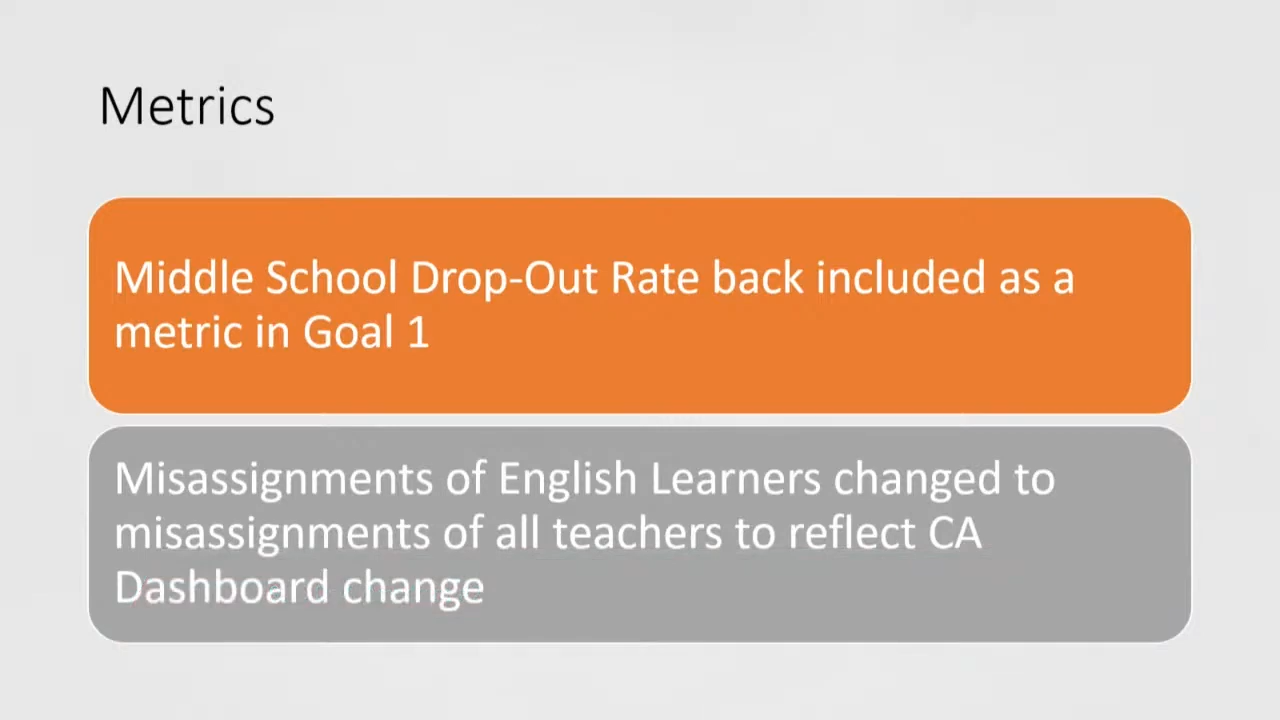 Metrics
Middle School Drop-Out Rate back included as a
metric in Goal 1
Misassignments of English Learners changed to
misassignments of all teachers to reflect CA
Dashboard change